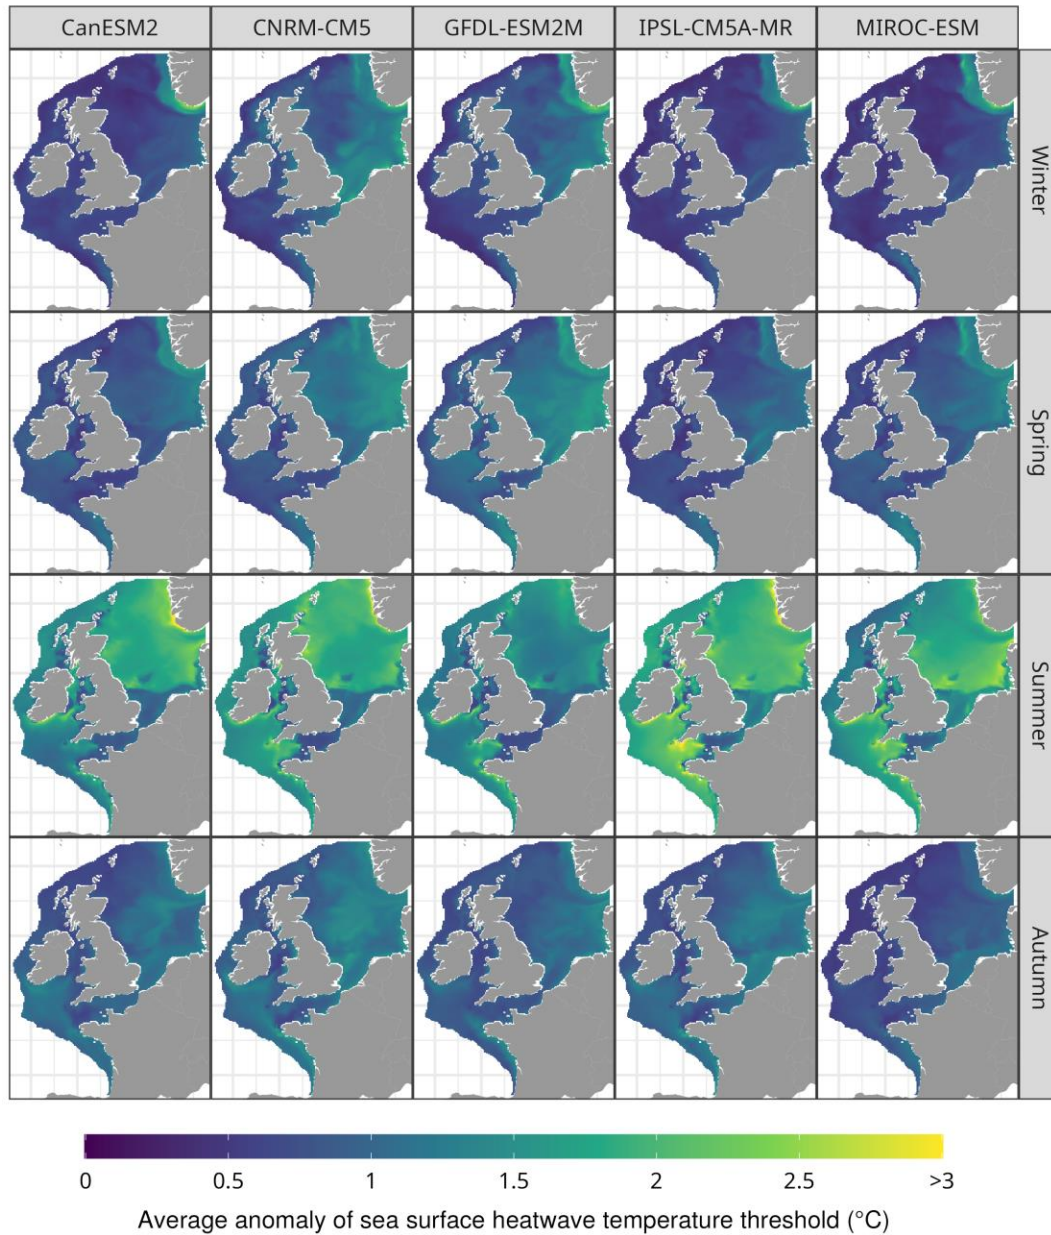 CanESM2 CNRM-CM5 GFDL-ESM2M IPSL-CM5A-MR MIROC-ESM
Winter
Spring
Summer
Autumn
0 0.5 1 1.5 2 2.5 >3
Average anomaly of sea surface heatwave temperature threshold (°C)